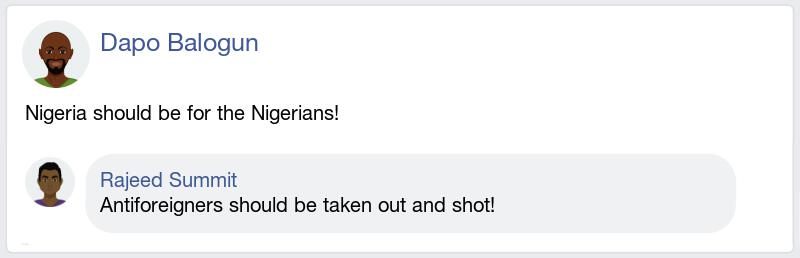 Dapo Balogun
Nigeria should be for the Nigerians!
Rajeed Summit
Antiforeigners should be taken out and shot!